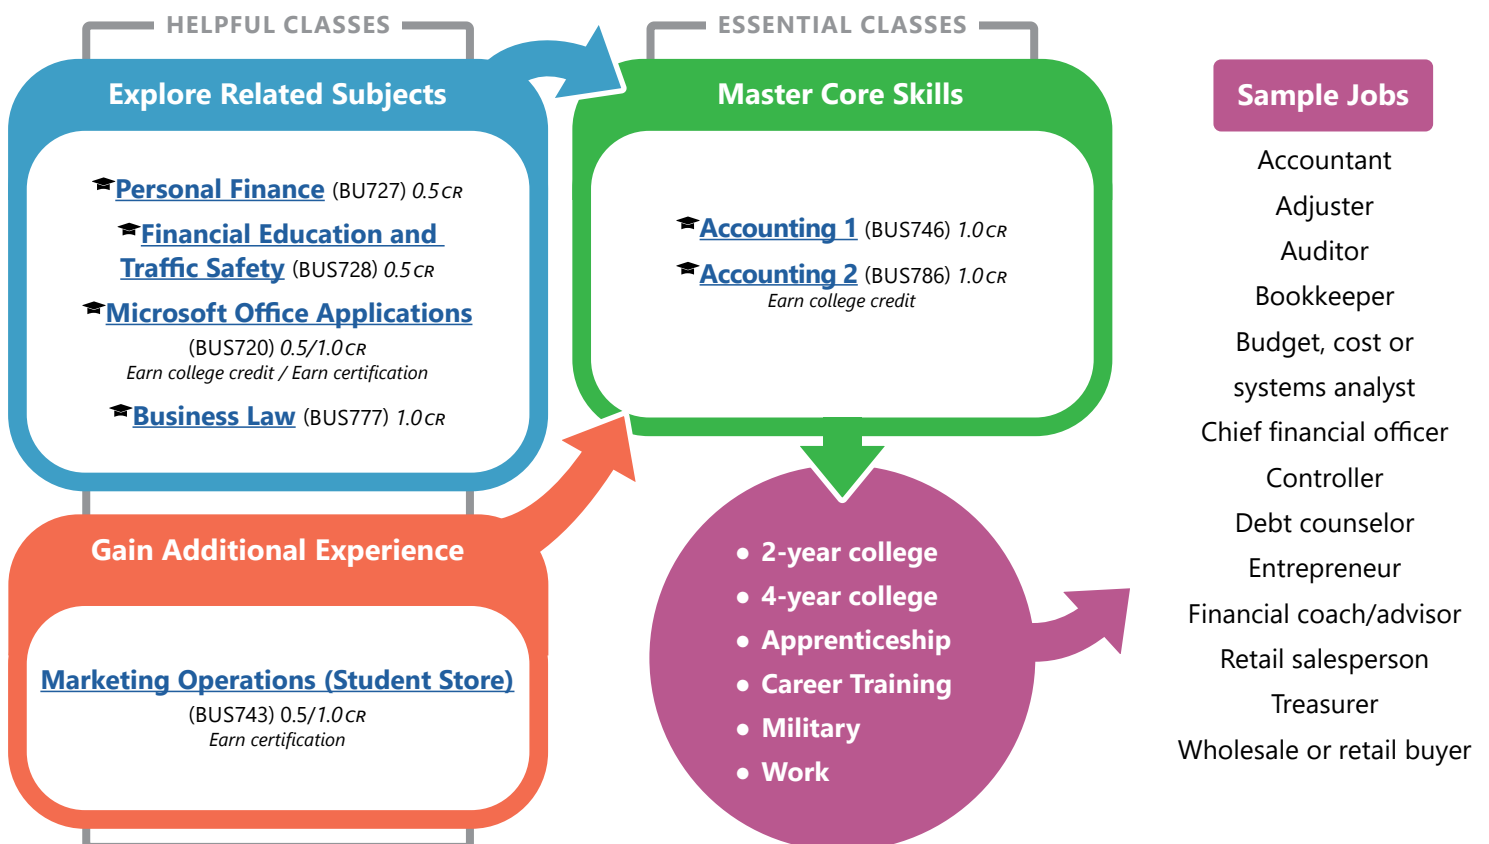 HELPFUL CLASSES
Explore Related Subjects
Personal Finance (BU727) 0.5 CR
Financial Education and
Traffic Safety (BUS728) 0.5 CR
Microsoft Office Applications
(BUS720) 0.5/1.0 CR
Earn college credit / Earn certification
Business Law (BUS777) 1.0 CR
Gain Additional Experience
Marketing Operations (Student Store)
(BUS743) 0.5/1.0 CR
Earn certification
ESSENTIAL CLASSES
Master Core Skills
Accounting 1 (BUS746) 1.0 CR
Accounting 2 (BUS786) 1.0 CR
Earn college credit
• 2-year college
• 4-year college
• Apprenticeship
• Career Training
• Military
• Work
Sample Jobs
Accountant
Adjuster
Auditor
Bookkeeper
Budget, cost or
systems analyst
Chief financial officer
Controller
Debt counselor
Entrepreneur
Financial coach/advisor
Retail salesperson
Treasurer
Wholesale or retail buyer